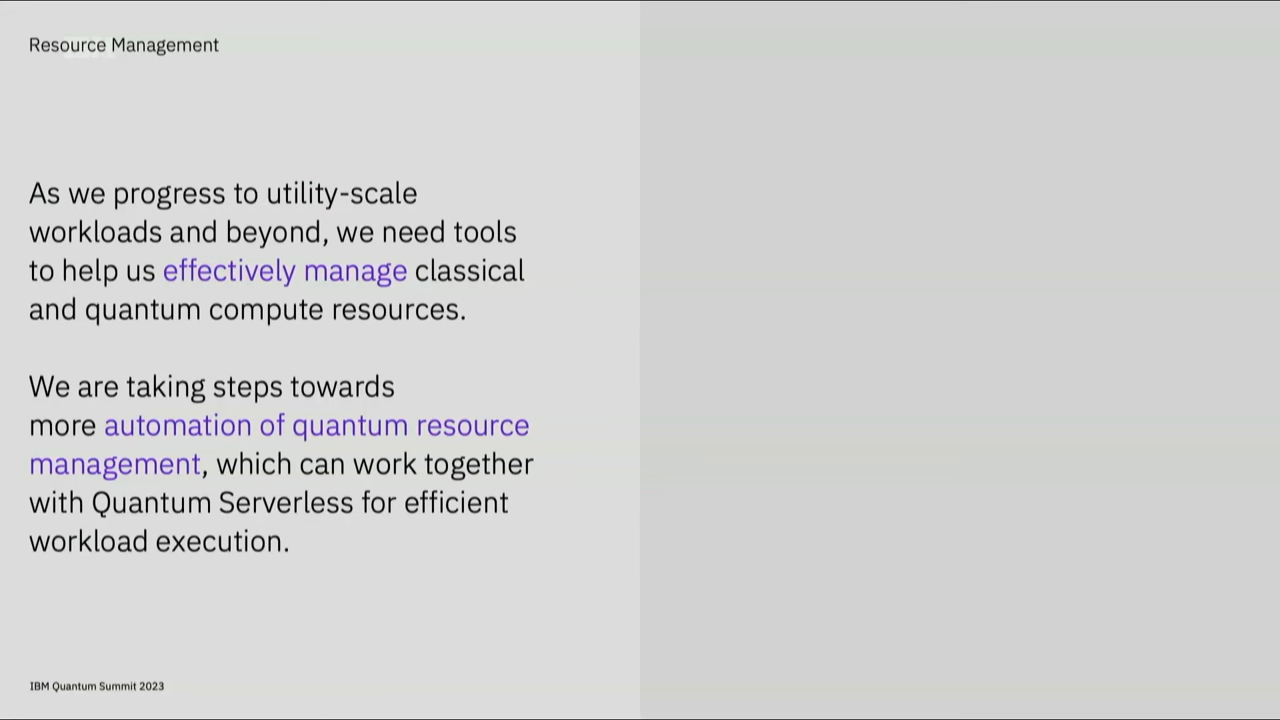 Resource Management
As we progress to utility-scale
workloads and beyond, we need tools
to help us effectively manage classical
and quantum compute resources.
We are taking steps towards
more automation of quantum resource
management, which can work together
with Quantum Serverless for efficient
workload execution.
IBM Quantum Summit 2023